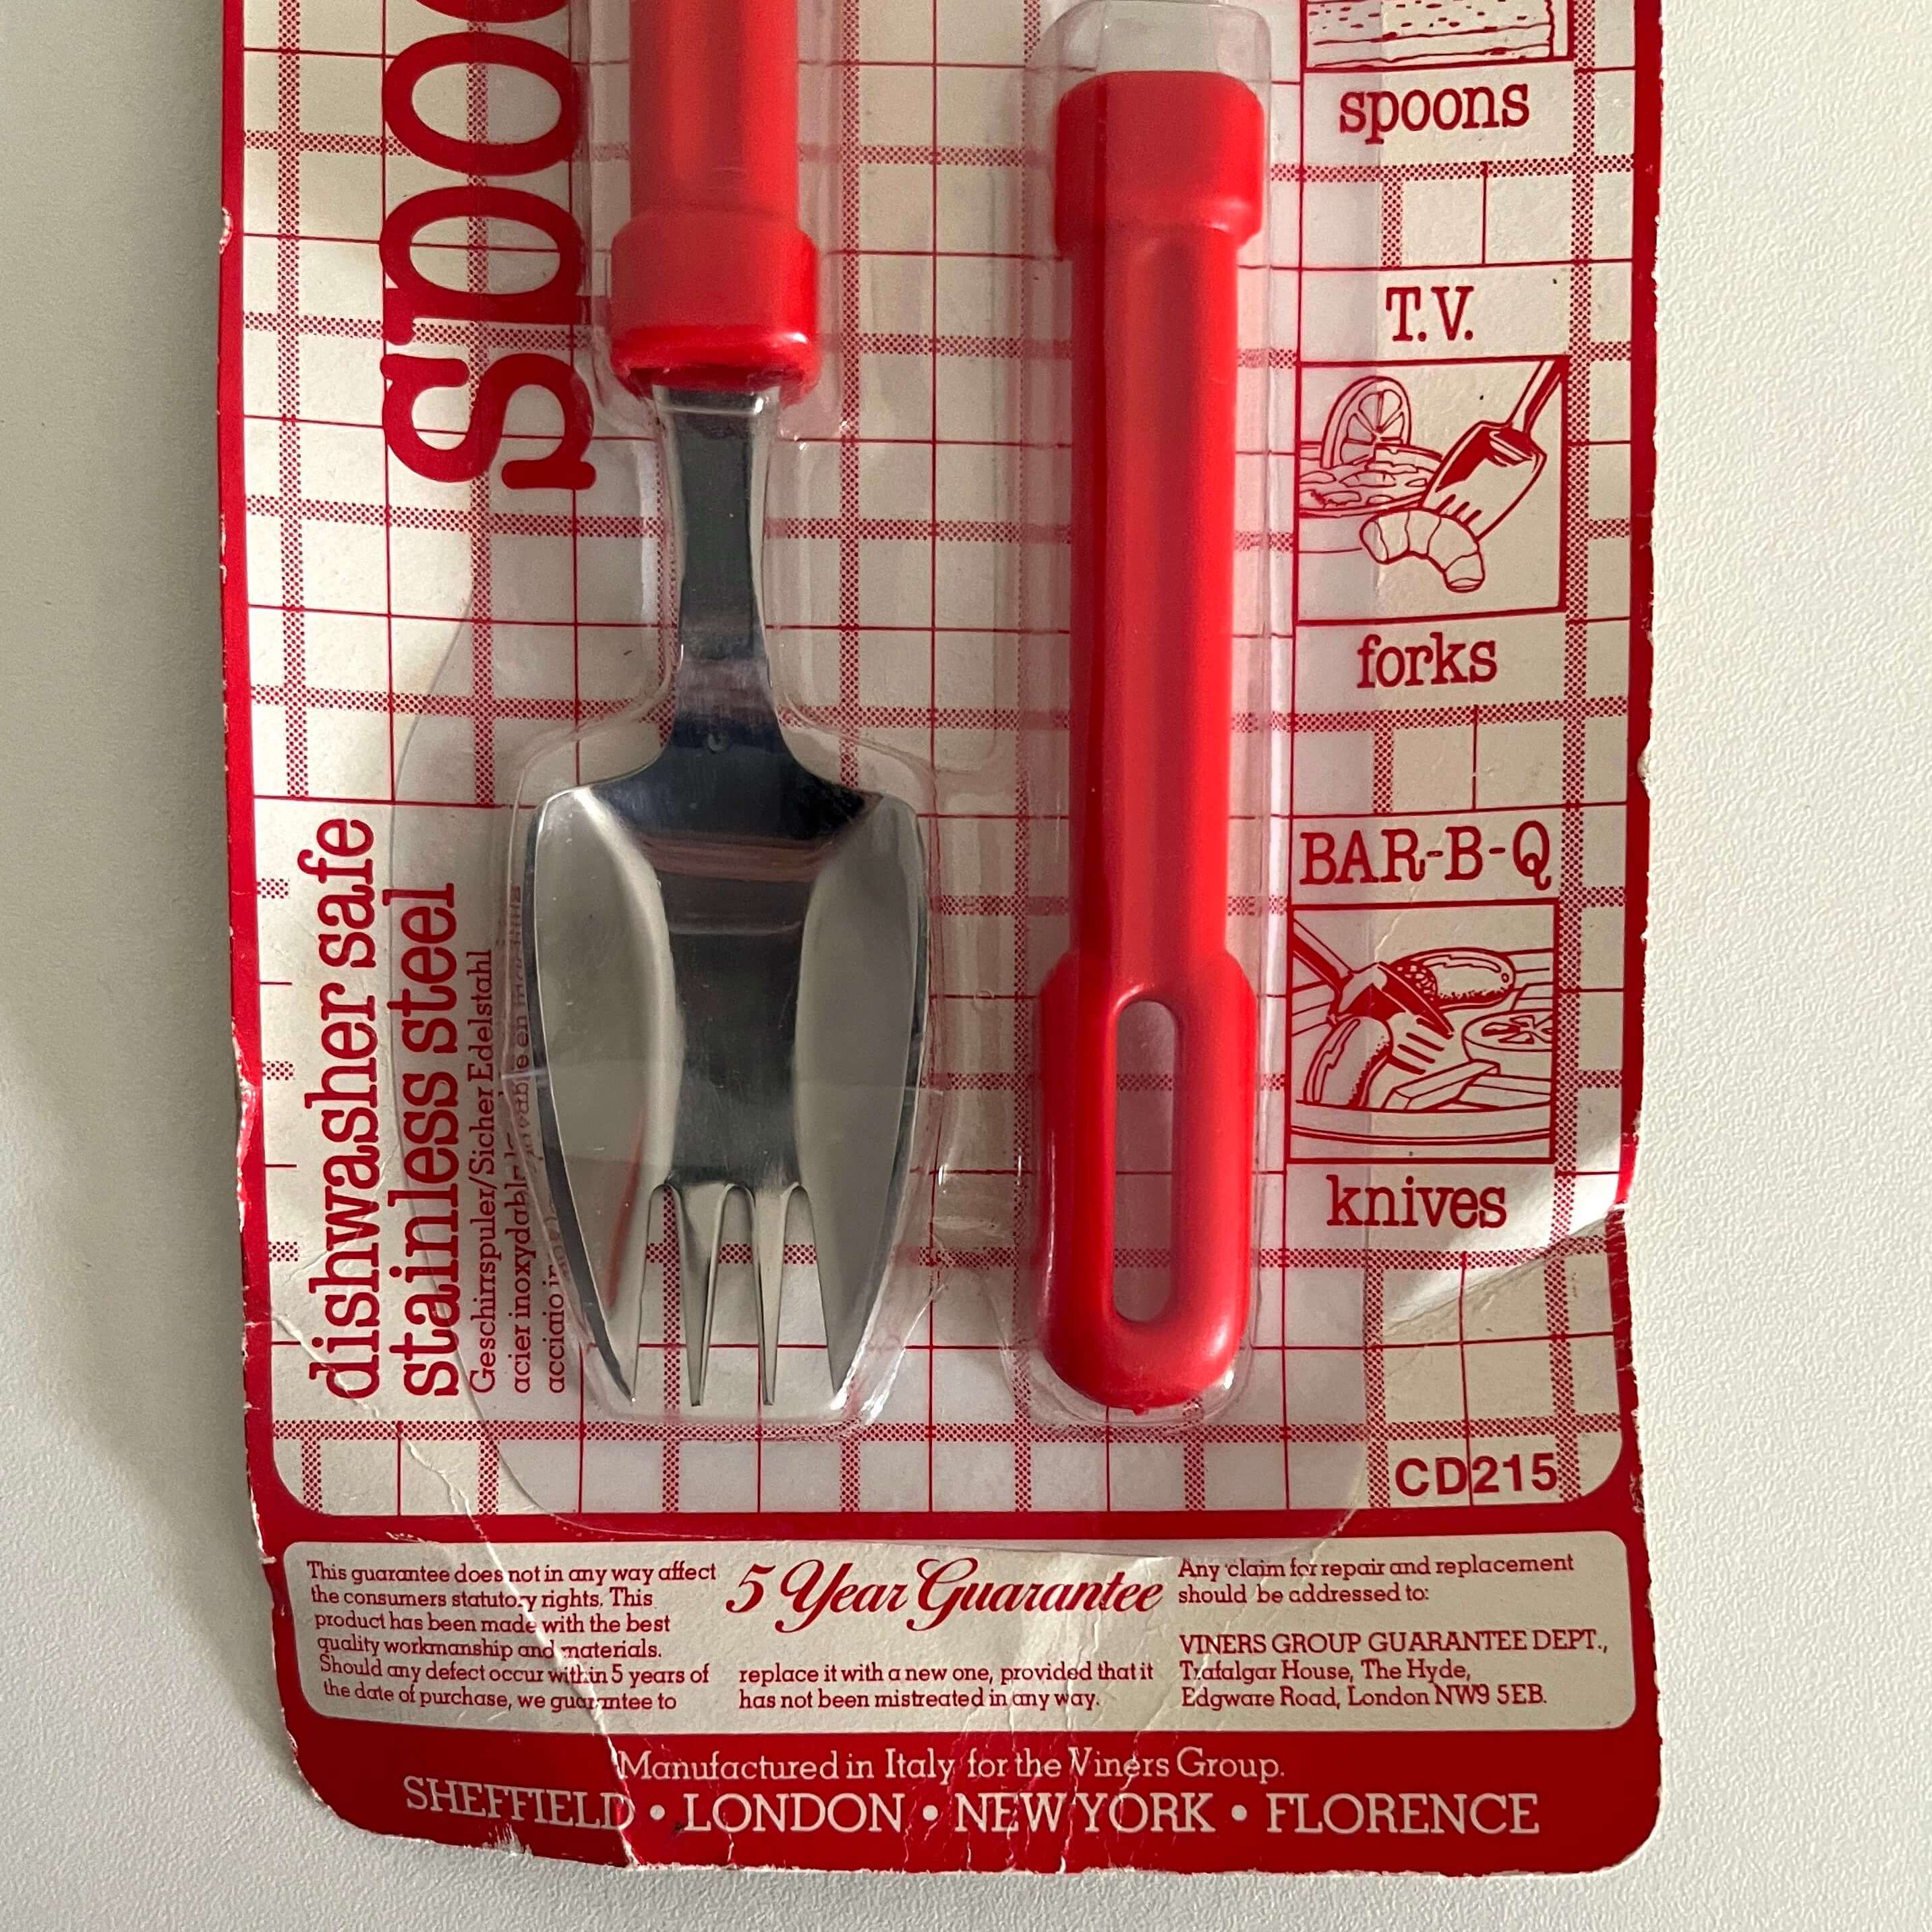 spoons
T.V.
forks
BAR-B-Q
knives
CD215
dishwasher safe
stainless steel
Geschirrspuler/Sicher Edelstahl
acier inoxydable lavable en
acciaio
This guarantee does not in any way affect
the consumers statutory rights. This
product has been made with the best
quality workmanship and materials.
Should any defect occur within 5 years of
the date of purchase, we guarantee to
5 Year Guarantee
replace it with a new one, provided that it
has not been mistreated in any way.
Any claim for repair and replacement
should be addressed to:
VINERS GROUP GUARANTEE DEPT.,
Trafalgar House, The Hyde,
Edgware Road, London NW9 5EB.
Manufactured in Italy for the Viners Group.
SHEFFIELD • LONDON • NEW YORK • FLORENCE